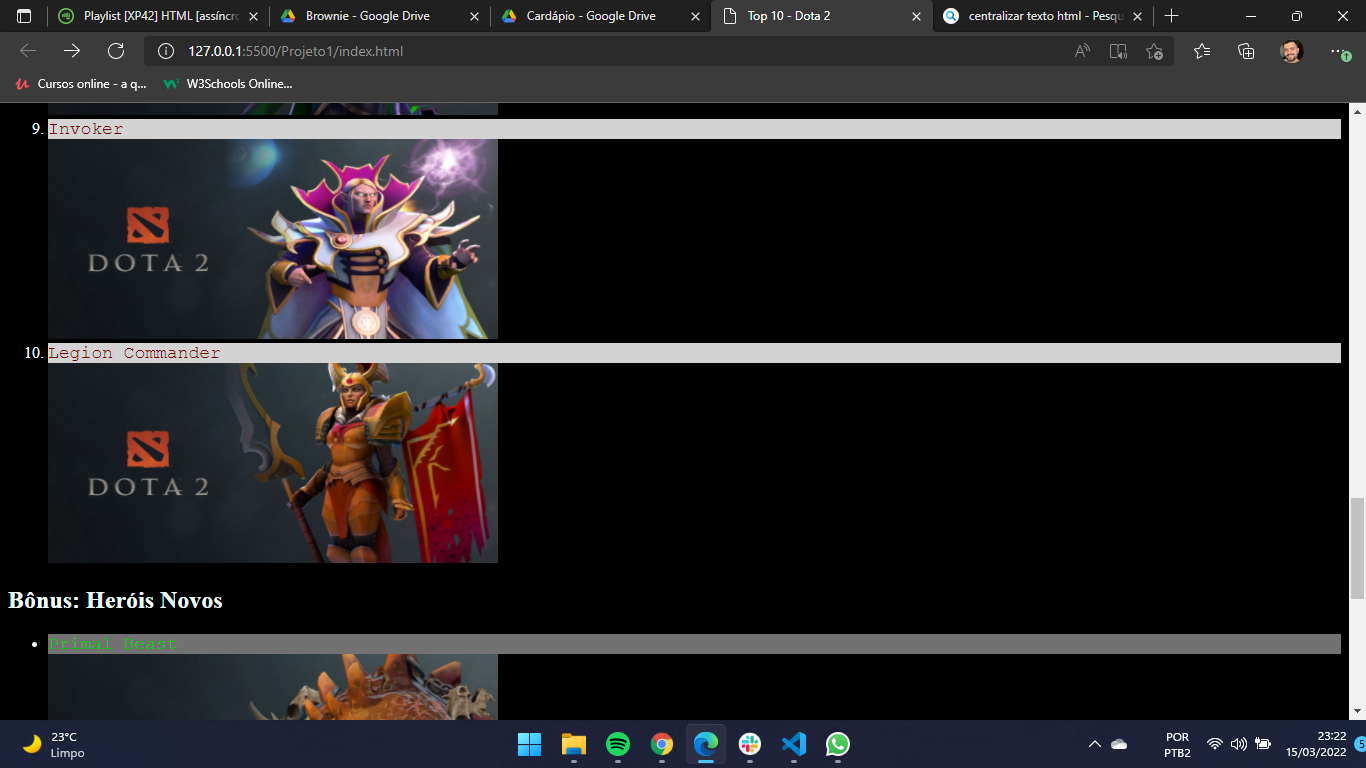 Playlist [XP42] HTML [assíncro
Brownie - Google Drive
Cardápio - Google Drive
Top 10 - Dota 2
centralizar texto html - Pesqu
127.0.0.1:5500/Projeto1/index.html
Cursos online - a q...
W3Schools Online...
9. Invoker
DOTA 2
10. Legion Commander
DOTA 2
Bônus: Heróis Novos
• Primal Beast
23°C
Limpo
POR
PTB2
23:22
15/03/2022
5